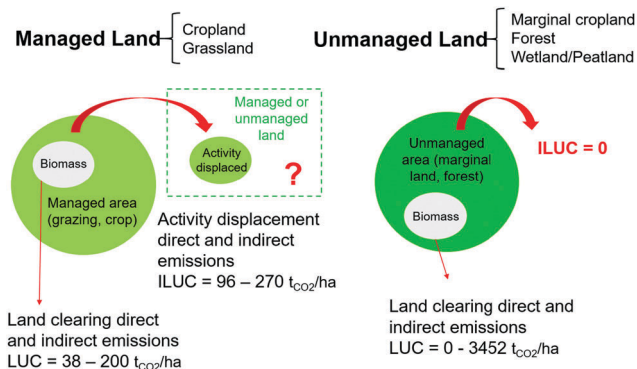 Managed Land
Cropland
Grassland
Biomass
Managed area
(grazing, crop)
Managed or
unmanaged
land
Activity
displaced
?
Activity displacement
direct and indirect
emissions
ILUC = 96 – 270 tCO2/ha
Land clearing direct
and indirect emissions
LUC = 38 – 200 tCO2/ha
Unmanaged Land
Marginal cropland
Forest
Wetland/Peatland
Unmanaged
area (marginal
land, forest)
Biomass
ILUC = 0
Land clearing direct and
indirect emissions
LUC = 0 - 3452 tCO2/ha